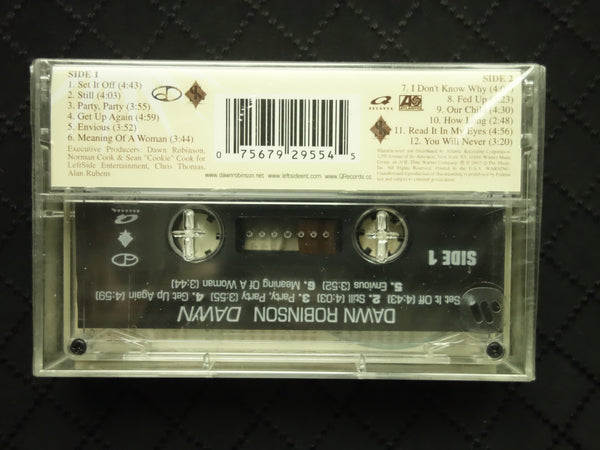 SIDE 1
1. Set It Off (4:43)
2. Still (4:03)
3. Party, Party (3:55)
4. Get Up Again (4:59)
5. Envious (3:52)
6. Meaning Of A Woman (3:44)
Executive Producers: Dawn Robinson,
Norman Cook & Sean "Cookie" Cook for
LeftSide Entertainment, Chris Thomas,
Alan Rubens
0 75679 29554 5
www.dawnrobinson.net www.leftsideent.com www.QRecords.co
SIDE 2
7. I Don't Know Why
8. Fed Up
9. Our Child (4:30)
10. How Long
11. Read It In My Eyes (4:56)
12. You Will Never (3:20)
Q RECORDS
ATLANTIC
SIDE 1
Set It Off (4:43) 2. Still (4:03) 3. Party, Party (3:55) 4. Get Up Again (4:59)
5. Envious (3:52) 6. Meaning Of A Woman (3:44)
DAWN ROBINSON DAWN